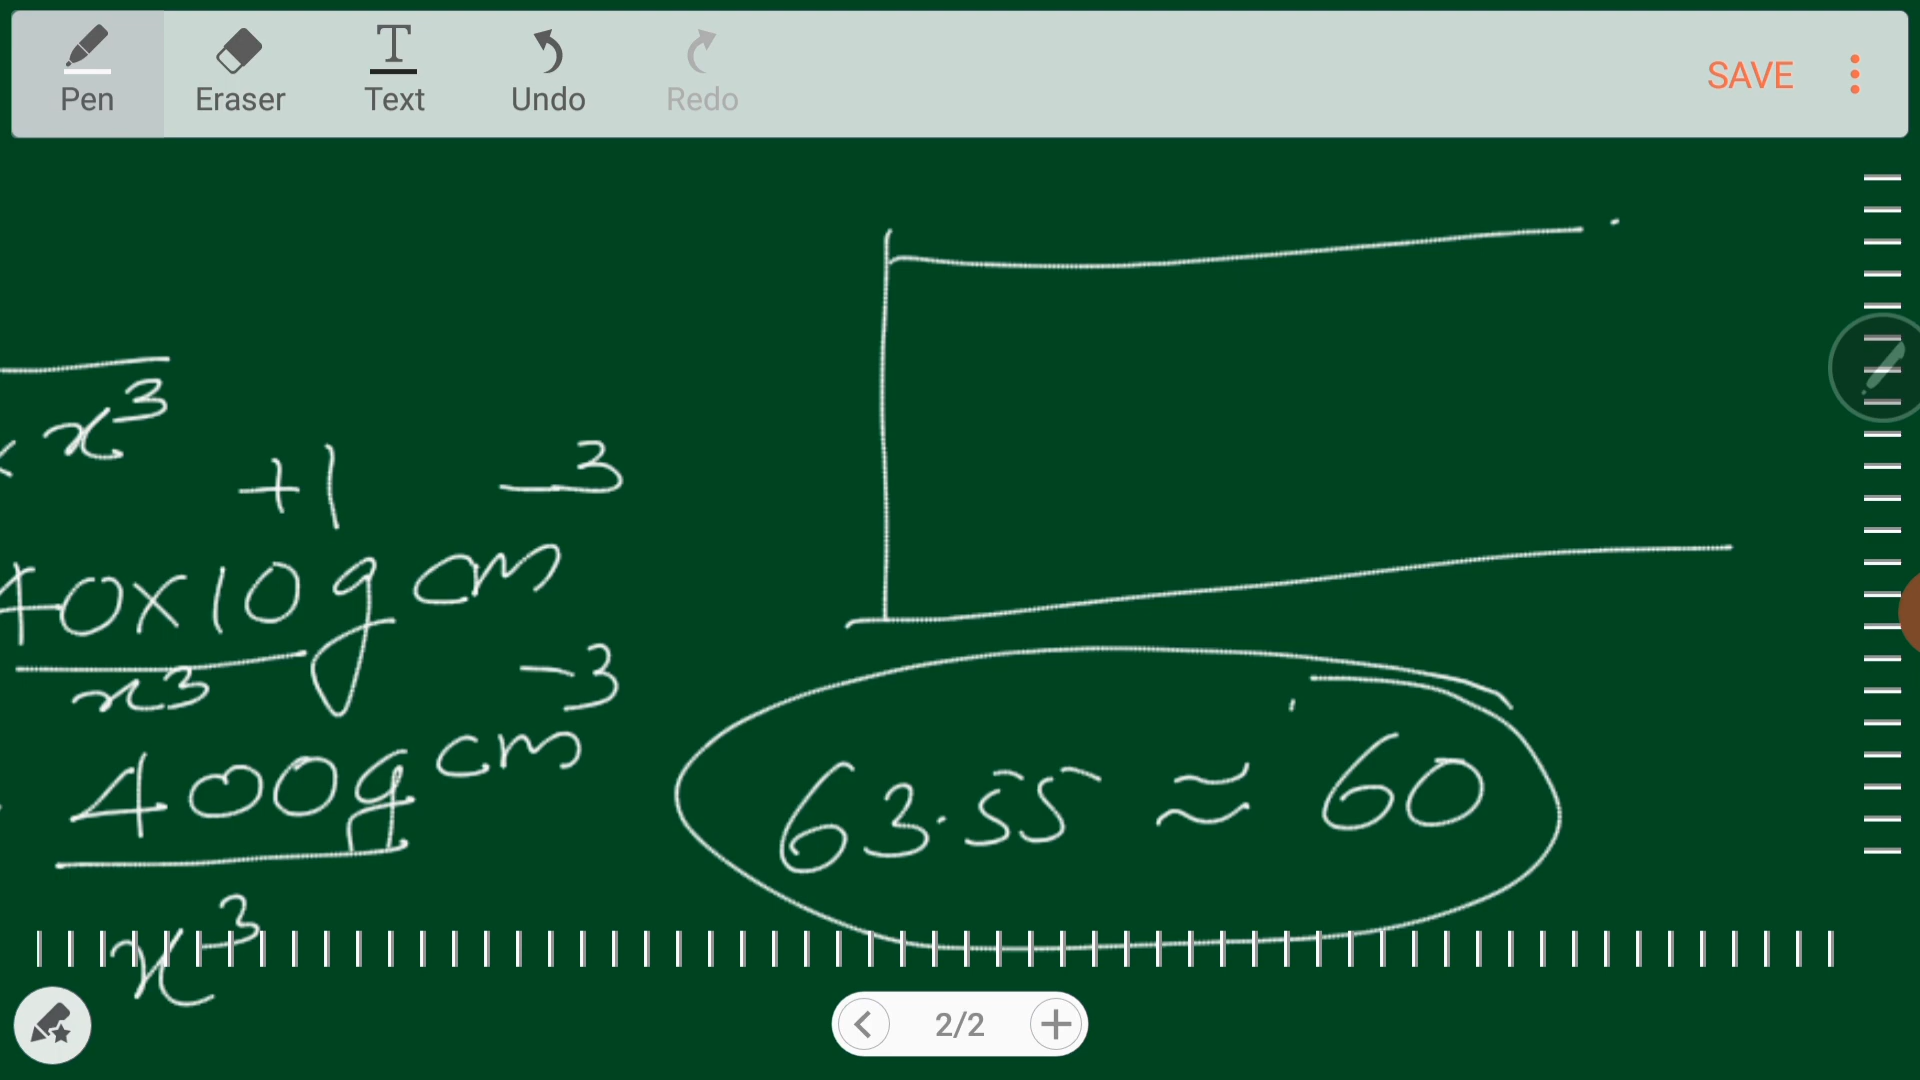 Pen Eraser Text Undo Redo SAVE
x³
+1 -3
40x10g cm
x³ -3
400g cm
x³
63.55 ≈ 60
2/2